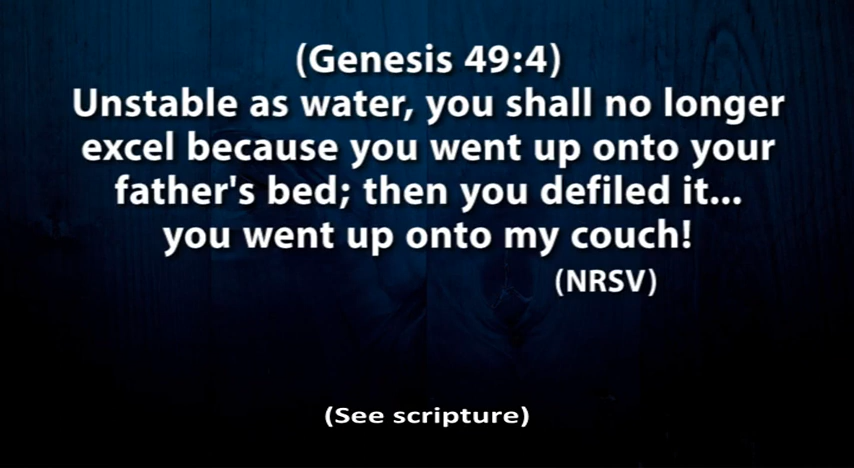 (Genesis 49:4)
Unstable as water, you shall no longer
excel because you went up onto your
father's bed; then you defiled it...
you went up onto my couch!
(NRSV)
(See scripture)